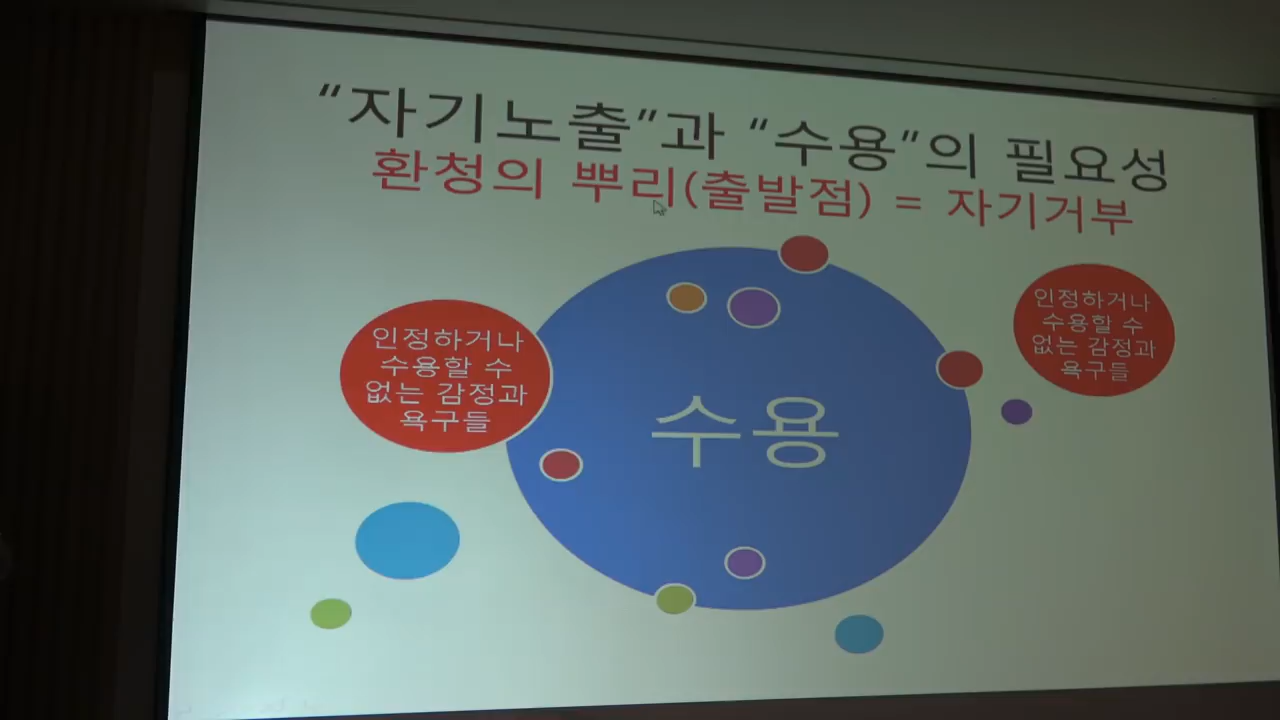 “자기노출”과 “수용”의 필요성
환청의 뿌리(출발점) = 자기거부
인정하거나
수용할 수
없는 감정과
욕구들
수용
인정하거나
수용할 수
없는 감정과
욕구들